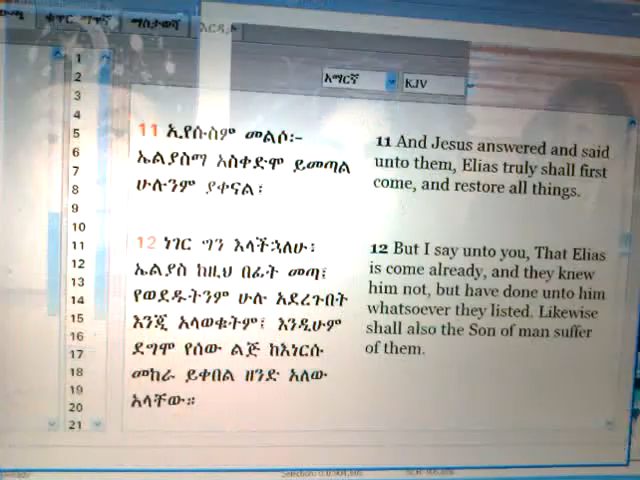 ቁጥር ማዋኛ
ማስታወሻ
እርዳታ
አማርኛ
KJV
1
2
3
4
5
6
7
8
9
10
11
12
13
14
15
16
17
18
19
20
21
11 ኢየሱስም መልሶ፦
ኤልያስማ አስቀድሞ ይመጣል
ሁሉንም ያቀናል፤
12 ነገር ግን እላችኋለሁ፤
ኤልያስ ከዚህ በፊት መጣ፤
የወደዱትንም ሁሉ አደረጉበት
እንጂ አላወቁትም፤ እንዲሁም
ደግሞ የሰው ልጅ ከእነርሱ
መከራ ይቀበል ዘንድ አለው
አላቸው።
11 And Jesus answered and said
unto them, Elias truly shall first
come, and restore all things.
12 But I say unto you, That Elias
is come already, and they knew
him not, but have done unto him
whatsoever they listed. Likewise
shall also the Son of man suffer
of them.